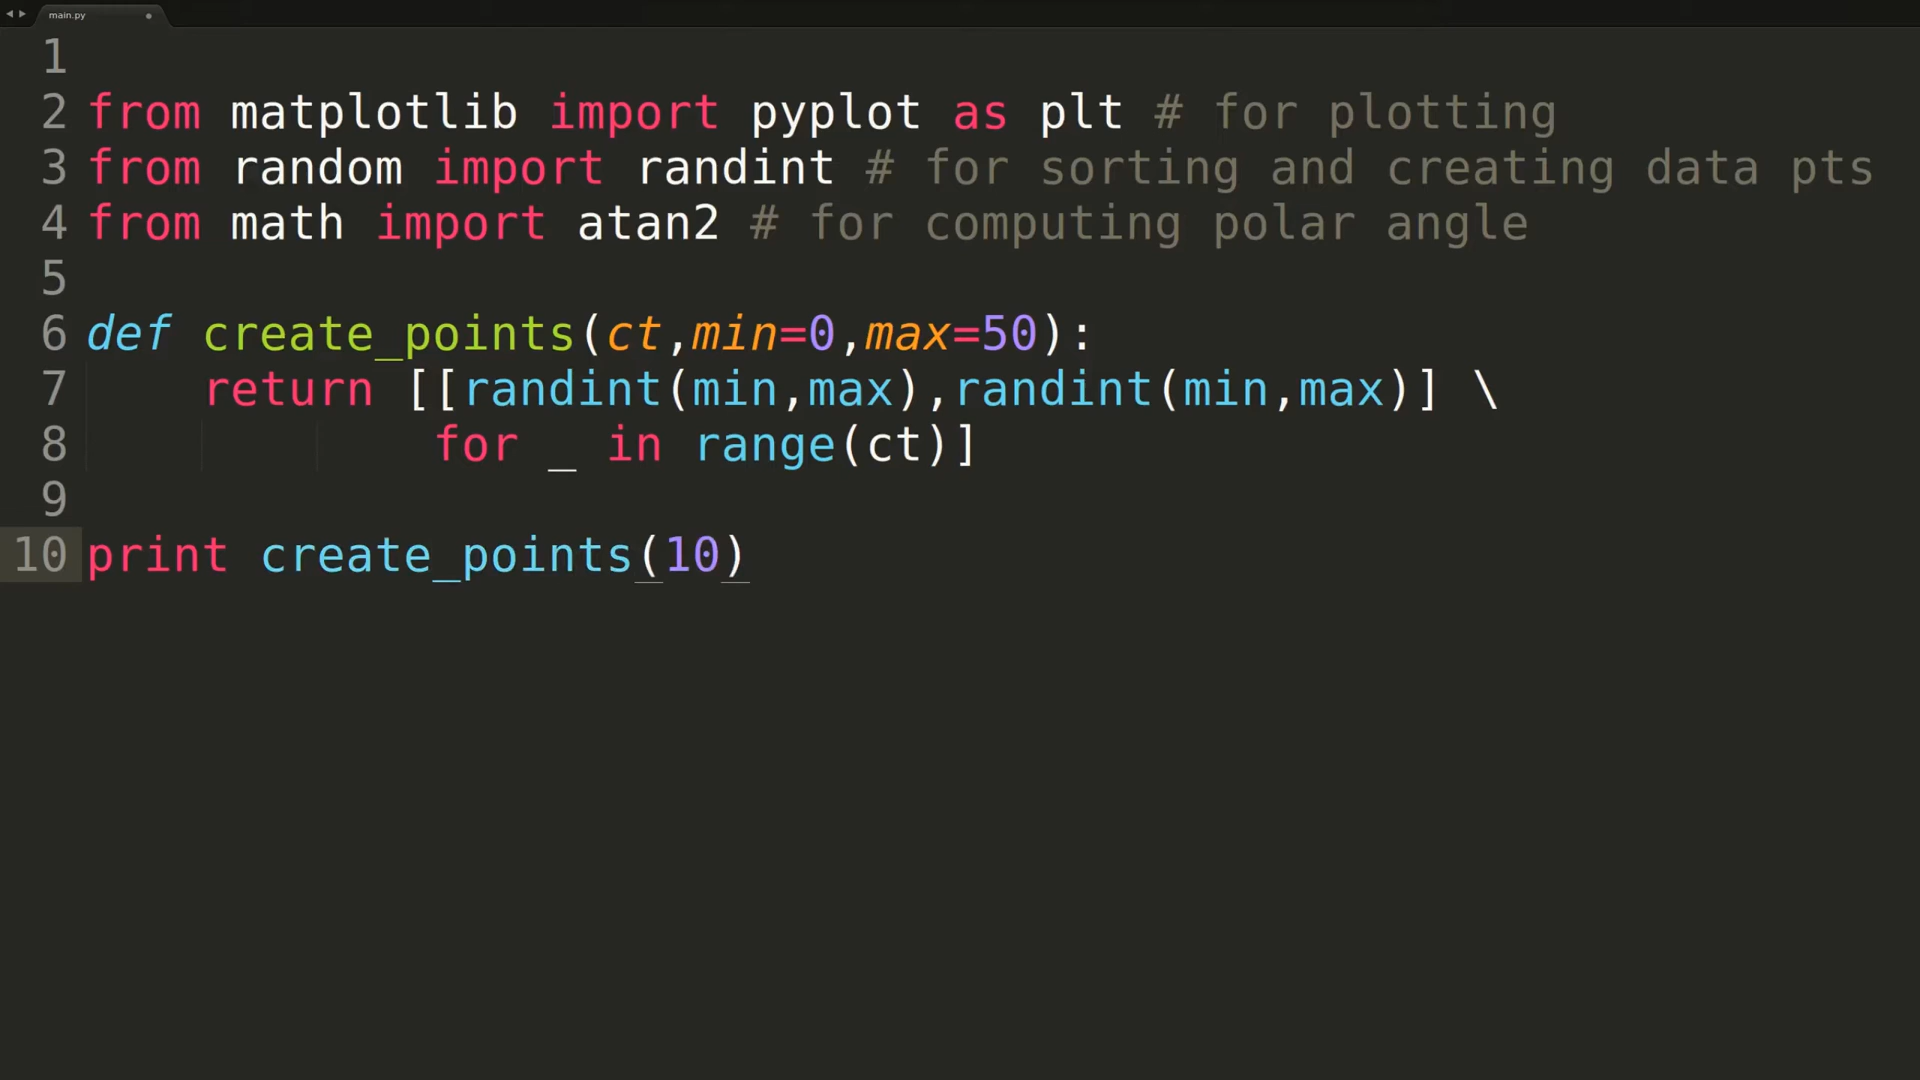 main.py
1
2 from matplotlib import pyplot as plt # for plotting
3 from random import randint # for sorting and creating data pts
4 from math import atan2 # for computing polar angle
5
6 def create_points(ct,min=0,max=50):
7     return [[randint(min,max),randint(min,max)] \
8             for _ in range(ct)]
9
10 print create_points(10)